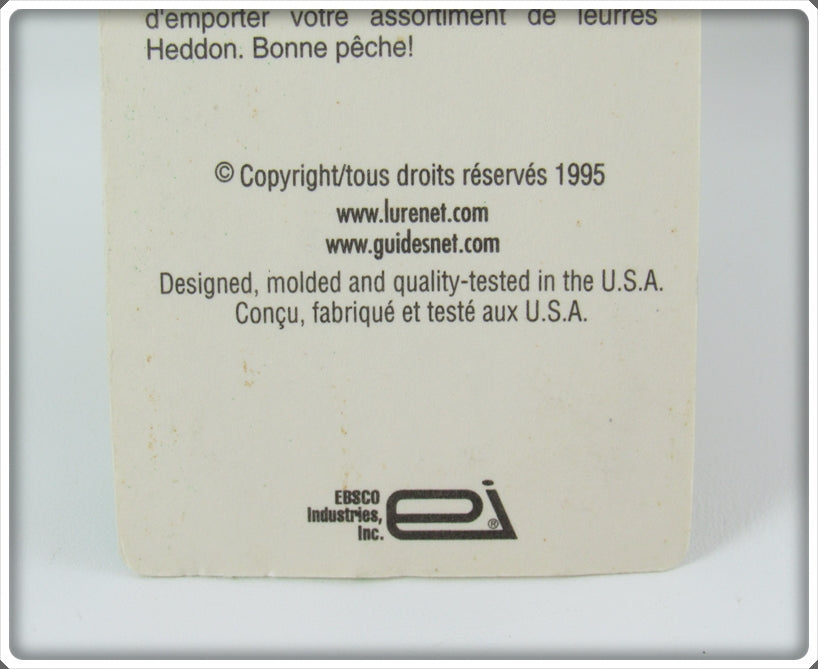 d'emporter votre assortiment de leurres
Heddon. Bonne pêche!
© Copyright/tous droits réservés 1995
www.lurenet.com
www.guidesnet.com
Designed, molded and quality-tested in the U.S.A.
Conçu, fabriqué et testé aux U.S.A.
EBSCO
Industries,
Inc.
ei®